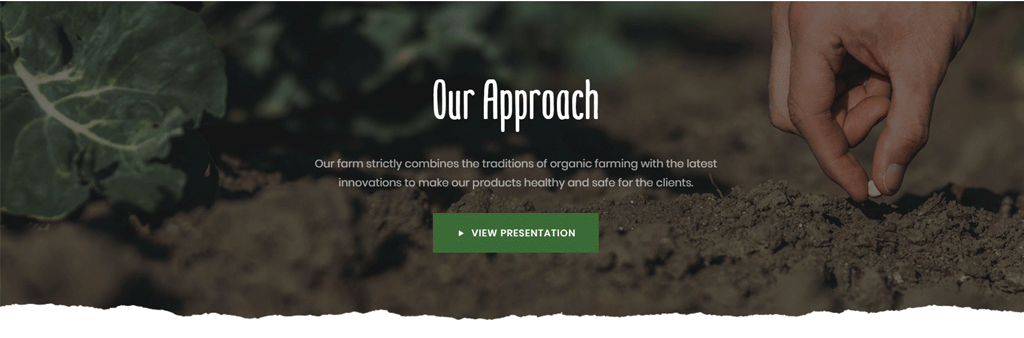 Our Approach
Our farm strictly combines the traditions of organic farming with the latest
innovations to make our products healthy and safe for the clients.
VIEW PRESENTATION